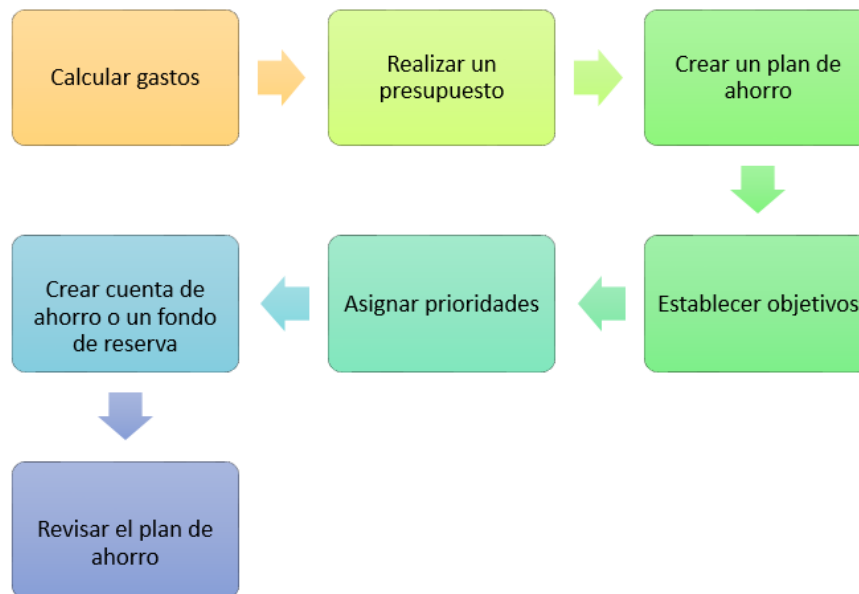 Calcular gastos
Realizar un
presupuesto
Crear un plan de
ahorro
Establecer objetivos
Asignar prioridades
Crear cuenta de
ahorro o un fondo
de reserva
Revisar el plan de
ahorro